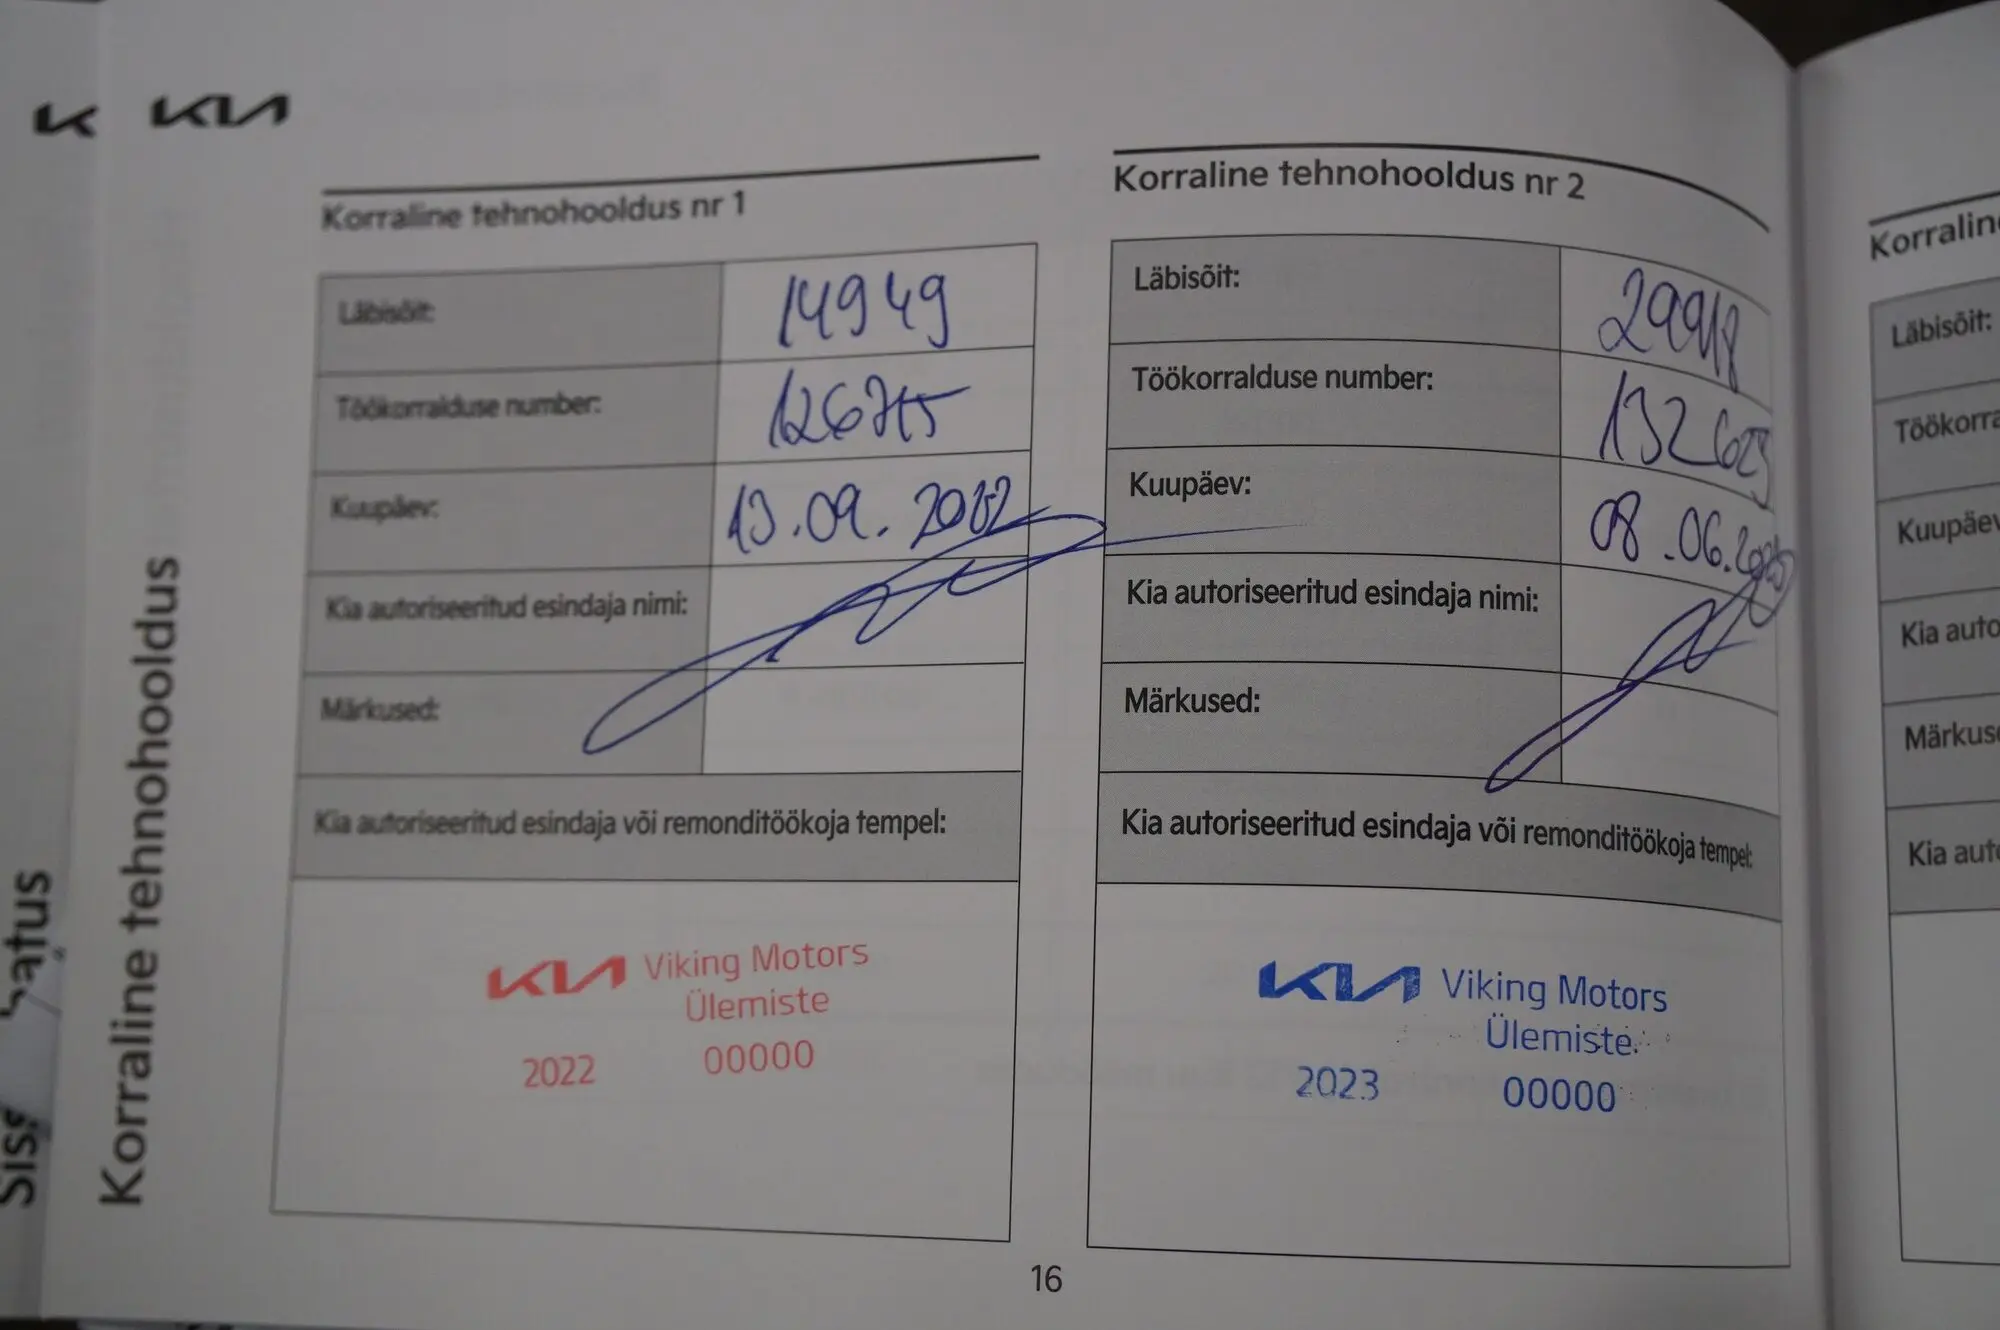 KIA
Korraline tehnohooldus
Korraline tehnohooldus nr 1
Läbisõit: 14949
Töökorralduse number: 126715
Kuupäev: 13.09.2022
Kia autoriseeritud esindaja nimi:
Märkused:
Kia autoriseeritud esindaja või remonditöökoja tempel:
KIA Viking Motors
Ülemiste
2022 00000
Korraline tehnohooldus nr 2
Läbisõit: 29918
Töökorralduse number:
Kuupäev: 08.06.
Kia autoriseeritud esindaja nimi:
Märkused:
Kia autoriseeritud esindaja või remonditöökoja tempel:
KIA Viking Motors
Ülemiste
2023 00000
16
Läbisõit: